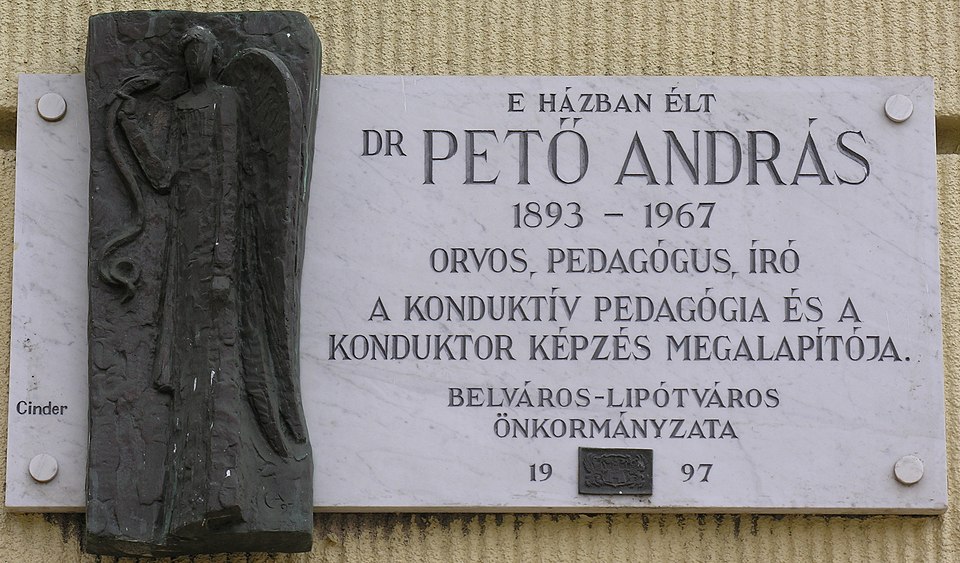 E HÁZBAN ÉLT
DR PETŐ ANDRÁS
1893 – 1967
ORVOS, PEDAGÓGUS, ÍRÓ
A KONDUKTÍV PEDAGÓGIA ÉS A
KONDUKTOR KÉPZÉS MEGALAPÍTÓJA.
BELVÁROS-LIPÓTVÁROS
ÖNKORMÁNYZATA
19 97
Cinder